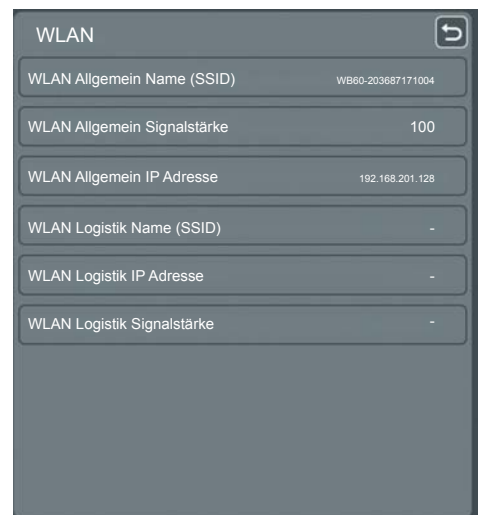 WLAN
WLAN Allgemein Name (SSID) WB60-203687171004
WLAN Allgemein Signalstärke 100
WLAN Allgemein IP Adresse 192.168.201.128
WLAN Logistik Name (SSID) -
WLAN Logistik IP Adresse -
WLAN Logistik Signalstärke -